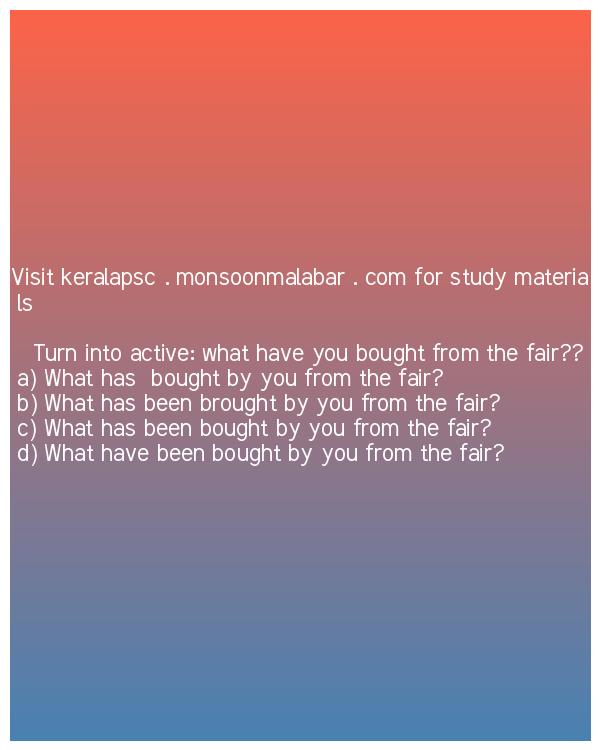 Visit keralapsc . monsoonmalabar . com for study materia
ls
Turn into active: what have you bought from the fair??
a) What has bought by you from the fair?
b) What has been brought by you from the fair?
c) What has been bought by you from the fair?
d) What have been bought by you from the fair?